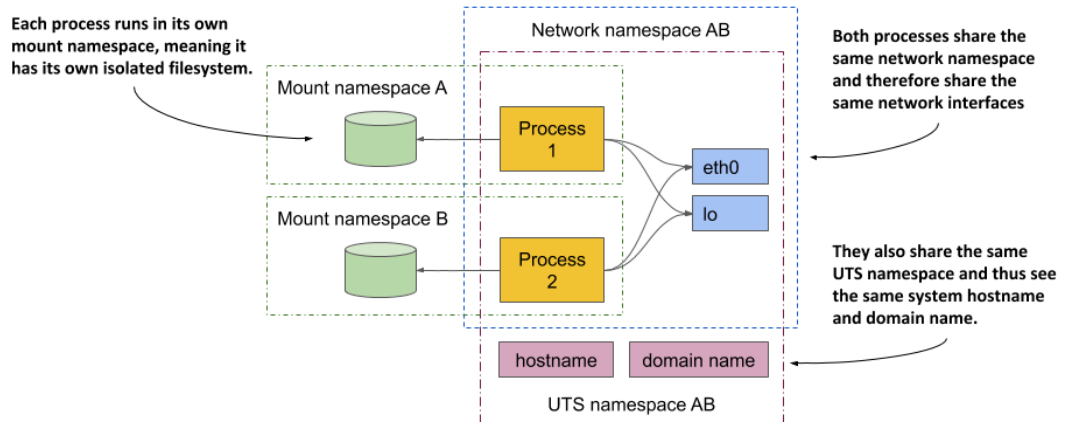 Each process runs in its own
mount namespace, meaning it
has its own isolated filesystem.
Network namespace AB
Both processes share the
same network namespace
and therefore share the
same network interfaces
Mount namespace A
Process
1
eth0
lo
Mount namespace B
Process
2
They also share the same
UTS namespace and thus see
the same system hostname
and domain name.
hostname
domain name
UTS namespace AB